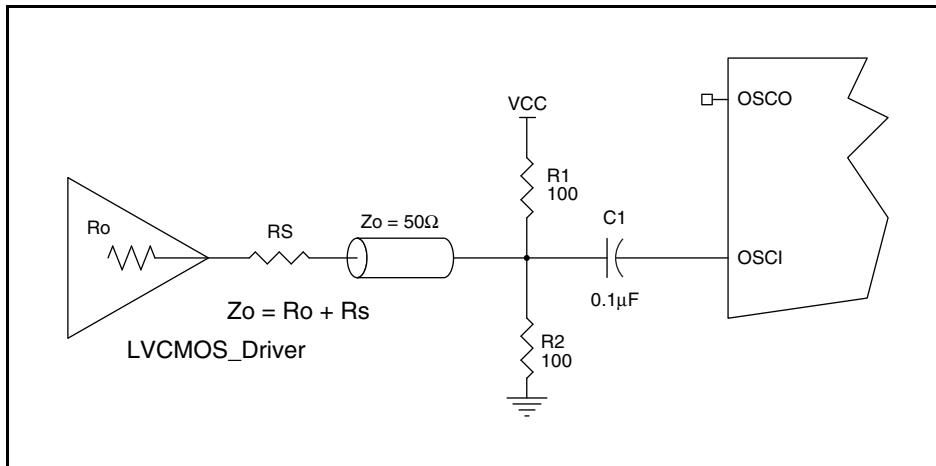 OSCO
VCC
R1
100
C1
Ro
RS
Zo = 50Ω
OSCI
0.1μF
Zo = Ro + Rs
R2
100
LVCMOS_Driver